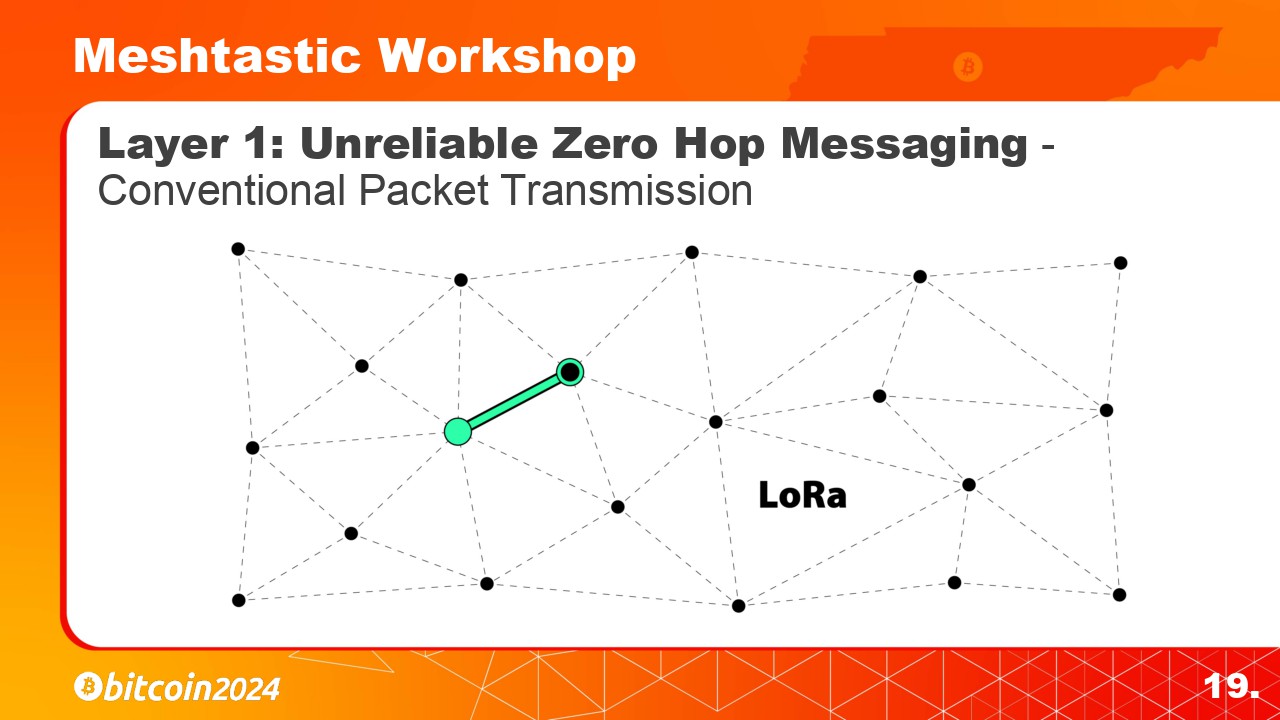 Meshtastic Workshop
Layer 1: Unreliable Zero Hop Messaging -
Conventional Packet Transmission
LoRa
bitcoin2024
19.